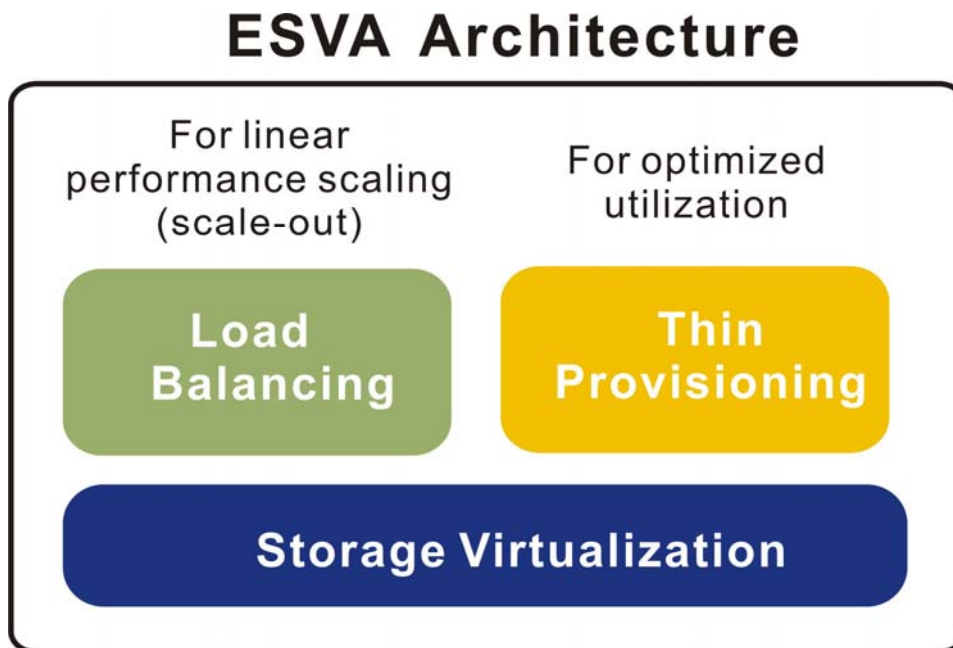 ESVA Architecture
For linear
performance scaling
(scale-out)
For optimized
utilization
Load
Balancing
Thin
Provisioning
Storage Virtualization